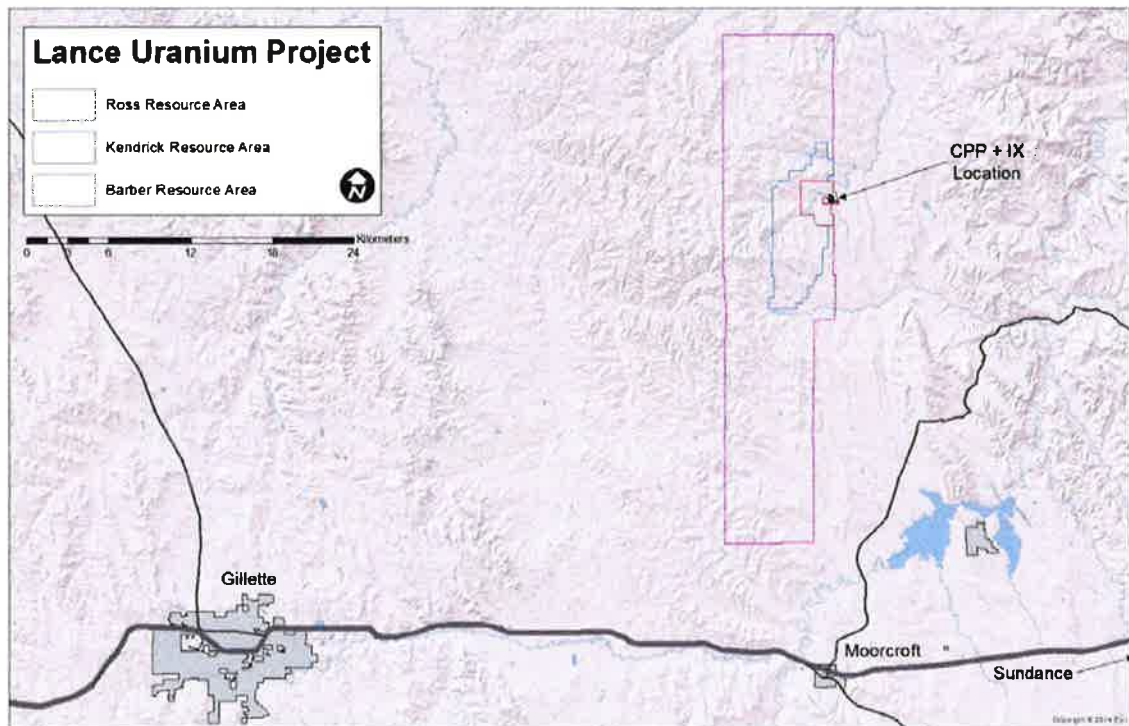 Lance Uranium Project
Ross Resource Area
Kendrick Resource Area
Barber Resource Area
N
Kilometers
0 3 6 12 18 24
CPP + IX
Location
Gillette
Moorcroft
Sundance